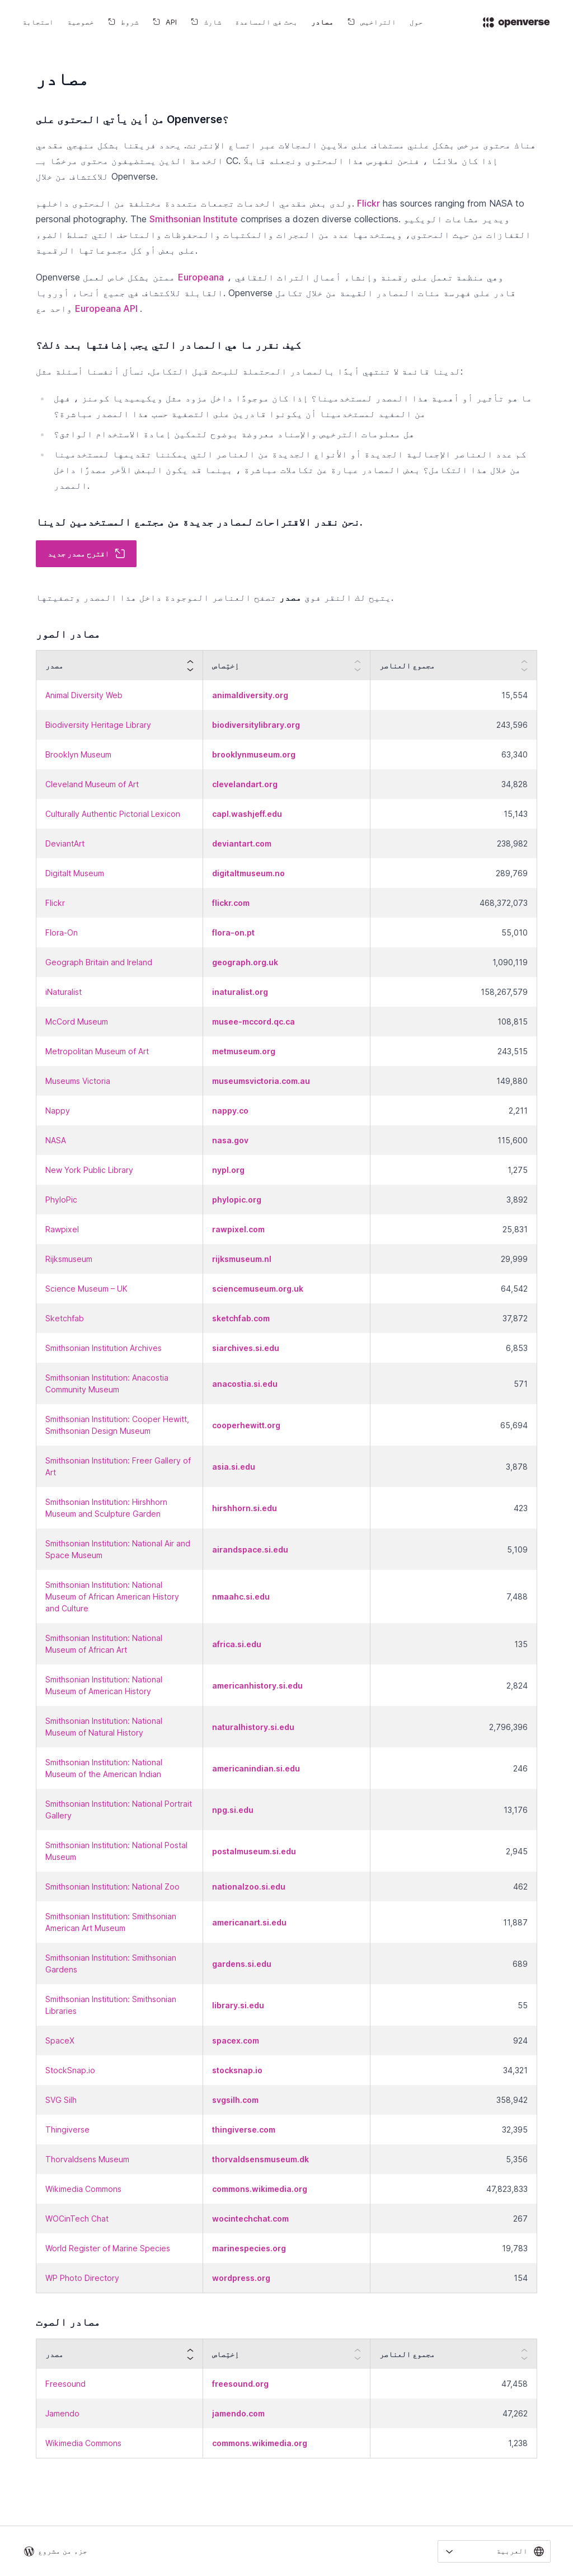 openverse
حول
التراخيص
مصادر
بحث في المساعدة
شارك
API
شروط
خصوصية
استجابة
مصادر
من أين يأتي المحتوى على Openverse؟
هناك محتوى مرخص بشكل علني مستضاف على ملايين المجالات عبر اتساع الإنترنت. يحدد فريقنا بشكل منهجي مقدمي
الخدمة الذين يستضيفون محتوى مرخصًا بـ CC. إذا كان ملائمًا ، فنحن نفهرس هذا المحتوى ونجعله قابلاً
للاكتشاف من خلال Openverse.
ولدى بعض مقدمي الخدمات تجمعات متعددة مختلفة من المحتوى داخلهم. Flickr has sources ranging from NASA to
personal photography. The Smithsonian Institute comprises a dozen diverse collections. ويدير مشاعات الويكيو
القفازات من حيث المحتوى، ويستخدمها عدد من المجرات والمكتبات والمحفوظات والمتاحف التي تسلط الضوء
على بعض أو كل مجموعاتها الرقمية.
Openverse ممتن بشكل خاص لعمل Europeana ، وهي منظمة تعمل على رقمنة وإنشاء أعمال التراث الثقافي
القابلة للاكتشاف في جميع أنحاء أوروبا. Openverse قادر على فهرسة مئات المصادر القيمة من خلال تكامل
واحد مع Europeana API .
كيف نقرر ما هي المصادر التي يجب إضافتها بعد ذلك؟
لدينا قائمة لا تنتهي أبدًا بالمصادر المحتملة للبحث قبل التكامل. نسأل أنفسنا أسئلة مثل:
ما هو تأثير أو أهمية هذا المصدر لمستخدمينا؟ إذا كان موجودًا داخل مزود مثل ويكيميديا كومنز ، فهل
من المفيد لمستخدمينا أن يكونوا قادرين على التصفية حسب هذا المصدر مباشرة؟
هل معلومات الترخيص والإسناد معروضة بوضوح لتمكين إعادة الاستخدام الواثق؟
كم عدد العناصر الإجمالية الجديدة أو الأنواع الجديدة من العناصر التي يمكننا تقديمها لمستخدمينا
من خلال هذا التكامل؟ بعض المصادر عبارة عن تكاملات مباشرة ، بينما قد يكون البعض الآخر مصدرًا داخل
المصدر.
نحن نقدر الاقتراحات لمصادر جديدة من مجتمع المستخدمين لدينا.
اقترح مصدر جديد
يتيح لك النقر فوق مصدر تصفح العناصر الموجودة داخل هذا المصدر وتصفيتها.
مصادر الصور
مصدر إختِصاص مجموع العناصر
Animal Diversity Web animaldiversity.org 15,554
Biodiversity Heritage Library biodiversitylibrary.org 243,596
Brooklyn Museum brooklynmuseum.org 63,340
Cleveland Museum of Art clevelandart.org 34,828
Culturally Authentic Pictorial Lexicon capl.washjeff.edu 15,143
DeviantArt deviantart.com 238,982
Digitalt Museum digitaltmuseum.no 289,769
Flickr flickr.com 468,372,073
Flora-On flora-on.pt 55,010
Geograph Britain and Ireland geograph.org.uk 1,090,119
iNaturalist inaturalist.org 158,267,579
McCord Museum musee-mccord.qc.ca 108,815
Metropolitan Museum of Art metmuseum.org 243,515
Museums Victoria museumsvictoria.com.au 149,880
Nappy nappy.co 2,211
NASA nasa.gov 115,600
New York Public Library nypl.org 1,275
PhyloPic phylopic.org 3,892
Rawpixel rawpixel.com 25,831
Rijksmuseum rijksmuseum.nl 29,999
Science Museum – UK sciencemuseum.org.uk 64,542
Sketchfab sketchfab.com 37,872
Smithsonian Institution Archives siarchives.si.edu 6,853
Smithsonian Institution: Anacostia
Community Museum anacostia.si.edu 571
Smithsonian Institution: Cooper Hewitt,
Smithsonian Design Museum cooperhewitt.org 65,694
Smithsonian Institution: Freer Gallery of
Art asia.si.edu 3,878
Smithsonian Institution: Hirshhorn
Museum and Sculpture Garden hirshhorn.si.edu 423
Smithsonian Institution: National Air and
Space Museum airandspace.si.edu 5,109
Smithsonian Institution: National
Museum of African American History
and Culture nmaahc.si.edu 7,488
Smithsonian Institution: National
Museum of African Art africa.si.edu 135
Smithsonian Institution: National
Museum of American History americanhistory.si.edu 2,824
Smithsonian Institution: National
Museum of Natural History naturalhistory.si.edu 2,796,396
Smithsonian Institution: National
Museum of the American Indian americanindian.si.edu 246
Smithsonian Institution: National Portrait
Gallery npg.si.edu 13,176
Smithsonian Institution: National Postal
Museum postalmuseum.si.edu 2,945
Smithsonian Institution: National Zoo nationalzoo.si.edu 462
Smithsonian Institution: Smithsonian
American Art Museum americanart.si.edu 11,887
Smithsonian Institution: Smithsonian
Gardens gardens.si.edu 689
Smithsonian Institution: Smithsonian
Libraries library.si.edu 55
SpaceX spacex.com 924
StockSnap.io stocksnap.io 34,321
SVG Silh svgsilh.com 358,942
Thingiverse thingiverse.com 32,395
Thorvaldsens Museum thorvaldsensmuseum.dk 5,356
Wikimedia Commons commons.wikimedia.org 47,823,833
WOCinTech Chat wocintechchat.com 267
World Register of Marine Species marinespecies.org 19,783
WP Photo Directory wordpress.org 154
مصادر الصوت
مصدر إختِصاص مجموع العناصر
Freesound freesound.org 47,458
Jamendo jamendo.com 47,262
Wikimedia Commons commons.wikimedia.org 1,238
جزء من مشروع
العربية